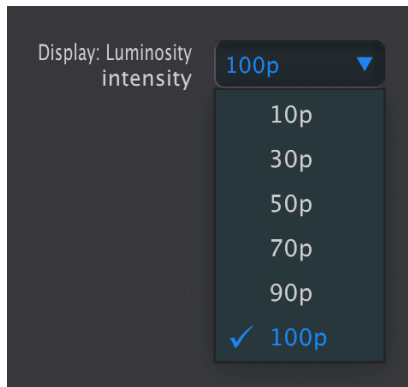 Display: Luminosity
intensity
100p
10p
30p
50p
70p
90p
100p